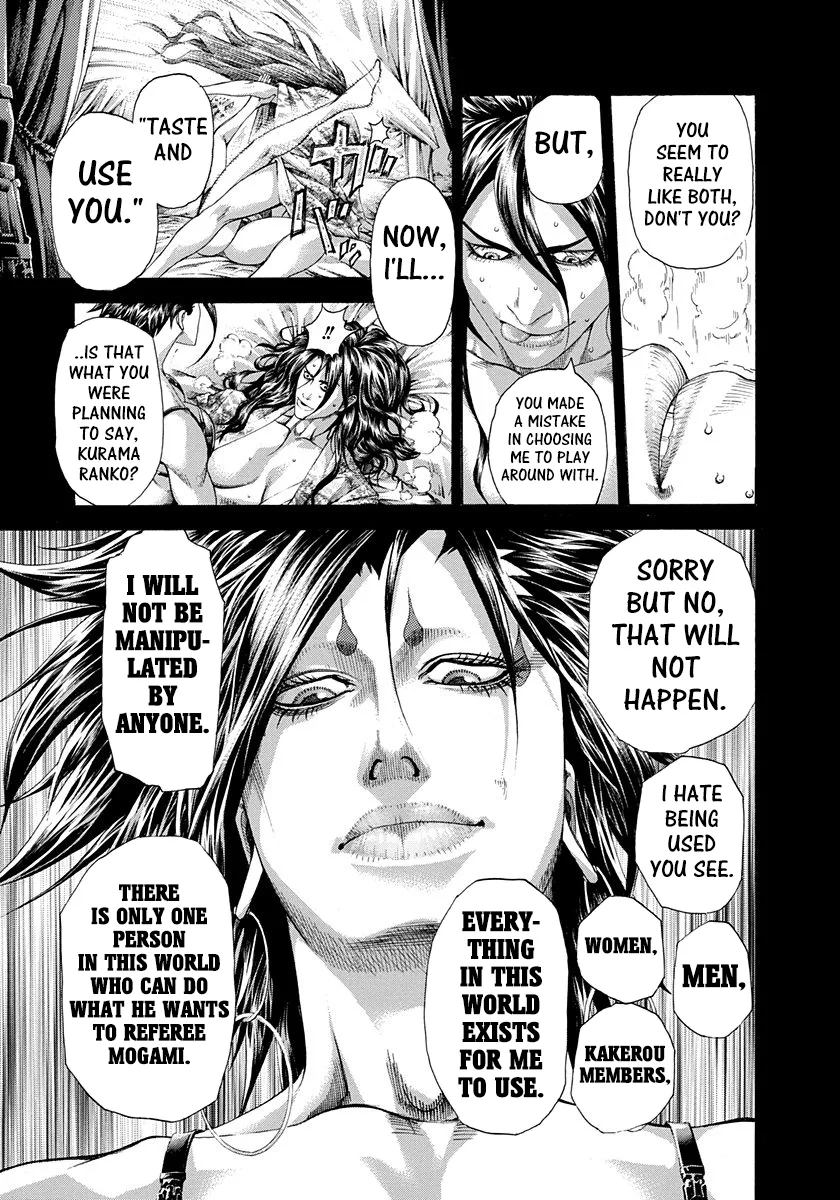 YOU
SEEM TO
REALLY
LIKE BOTH,
DON'T YOU?
BUT,
YOU MADE
A MISTAKE
IN CHOOSING
ME TO PLAY
AROUND WITH.
NOW,
I'LL...
"TASTE
AND
USE
YOU."
ガバッ
!!
..IS THAT
WHAT YOU
WERE
PLANNING
TO SAY,
KURAMA
RANKO?
SORRY
BUT NO,
THAT WILL
NOT
HAPPEN.
I HATE
BEING
USED
YOU SEE.
MEN,
WOMEN,
KAKEROU
MEMBERS,
EVERY-
THING
IN THIS
WORLD
EXISTS
FOR ME
TO USE.
I WILL
NOT BE
MANIPU-
LATED
BY
ANYONE.
THERE
IS ONLY ONE
PERSON
IN THIS WORLD
WHO CAN DO
WHAT HE WANTS
TO REFEREE
MOGAMI.